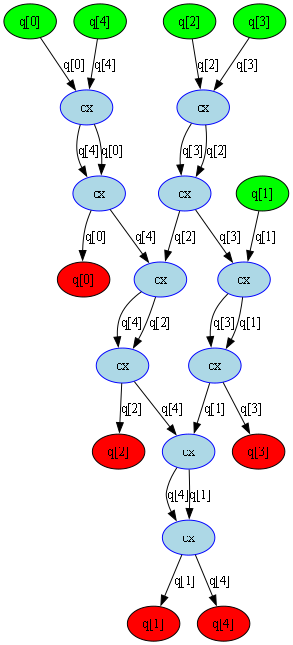 q[0] q[4] q[2] q[3]
q[0] q[4] q[2] q[3]
cx cx
q[4] q[0] q[3] q[2]
cx cx q[1]
q[0] q[4] q[2] q[3] q[1]
q[0] cx cx
q[4] q[2] q[3] q[1]
cx cx
q[2] q[4] q[1] q[3]
q[2] cx q[3]
q[4] q[1]
cx
q[1] q[4]
q[1] q[4]